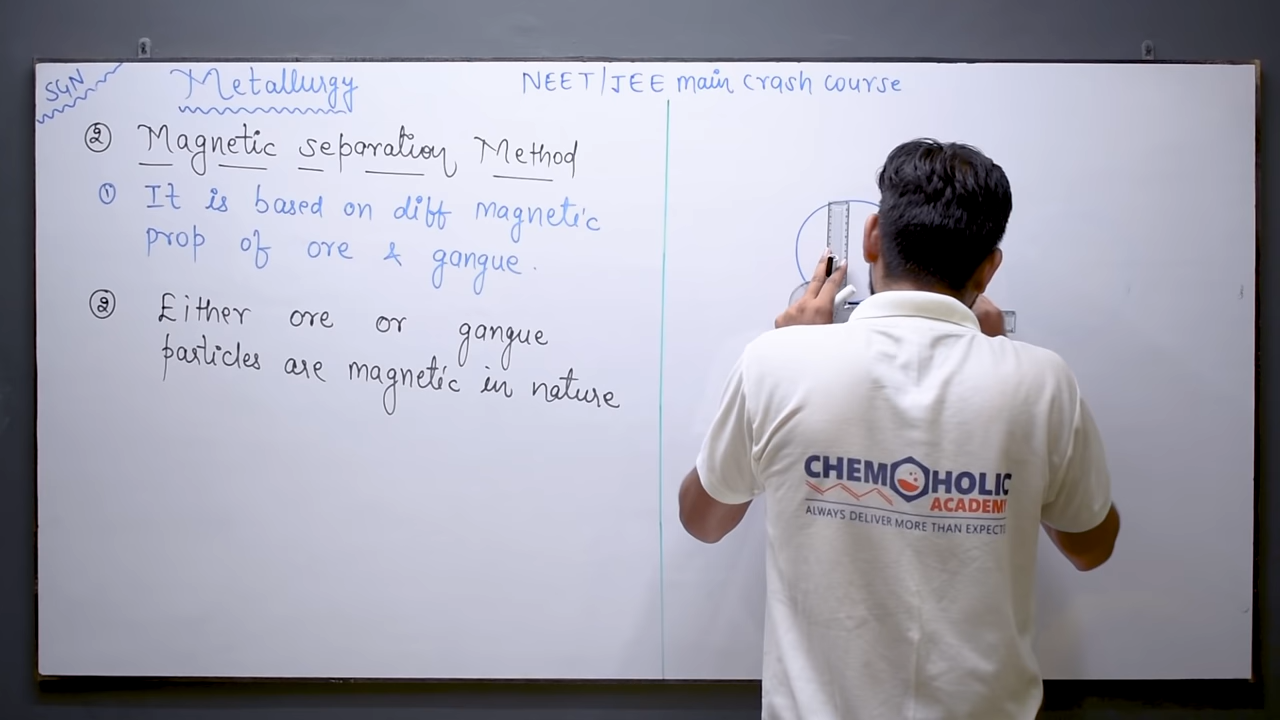 SGN
Metallurgy
NEET/JEE main crash course
② Magnetic separation Method
① It is based on diff magnetic
prop of ore & gangue.
② Either ore or gangue
particles are magnetic in nature
CHEMOHOLIC
ACADEM
ALWAYS DELIVER MORE THAN EXPECT